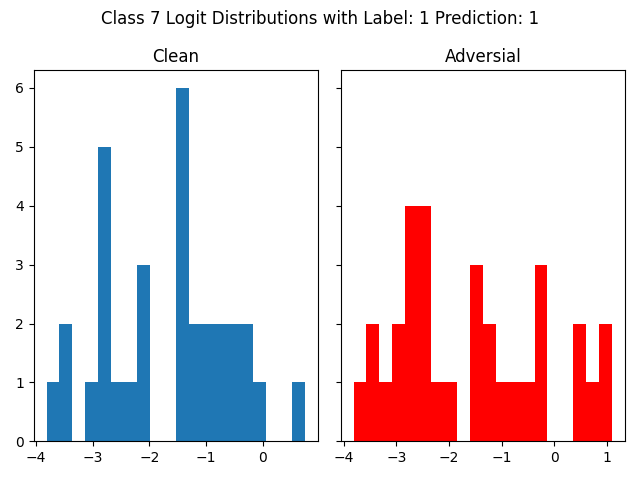 Class 7 Logit Distributions with Label: 1 Prediction: 1
Clean
Adversial
6
5
4
3
2
1
0
−4 −3 −2 −1 0
−4 −3 −2 −1 0 1